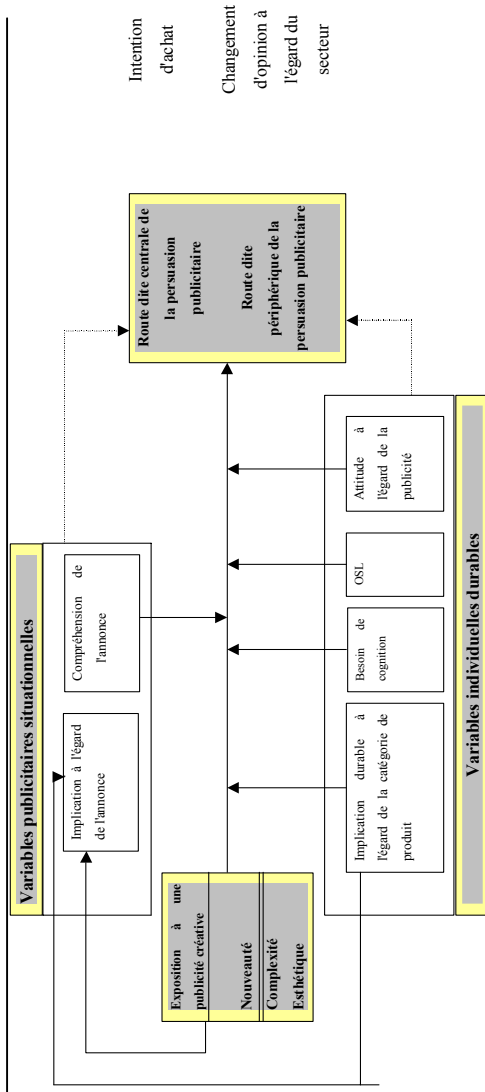 Variables publicitaires situationnelles
Implication à l'égard
de l'annonce
Compréhension de
l'annonce
Exposition à une
publicité créative
Nouveauté
Complexité
Esthétique
Route dite centrale de
la persuasion
publicitaire
Route dite
périphérique de la
persuasion publicitaire
Intention
d'achat
Changement
d'opinion à
l'égard du
secteur
Implication durable à
l'égard de la catégorie de
produit
Besoin de
cognition
OSL
Attitude à
l'égard de la
publicité
Variables individuelles durables